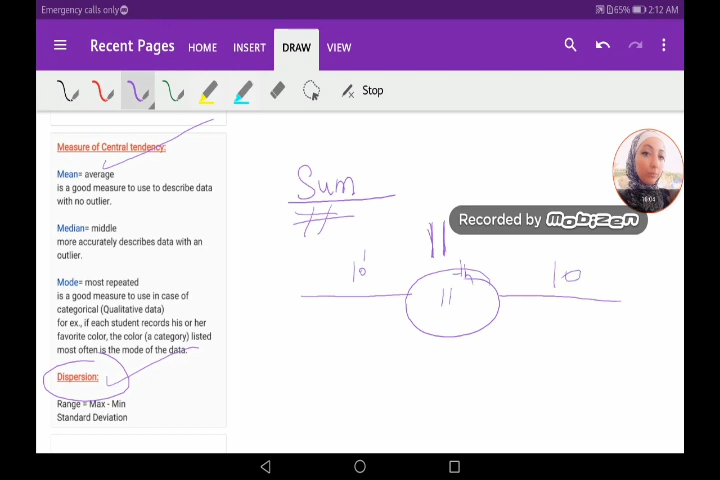 Emergency calls only
65% 2:12 AM
Recent Pages HOME INSERT DRAW VIEW
Stop
Measure of Central tendency:
Mean= average
is a good measure to use to describe data
with no outlier.
Median= middle
more accurately describes data with an
outlier.
Mode= most repeated
is a good measure to use in case of
categorical (Qualitative data)
for ex., if each student records his or her
favorite color, the color (a category) listed
most often is the mode of the data.
Dispersion:
Range = Max - Min
Standard Deviation
Sum
#
11
10 11th 10
16:04
Recorded by Mobizen